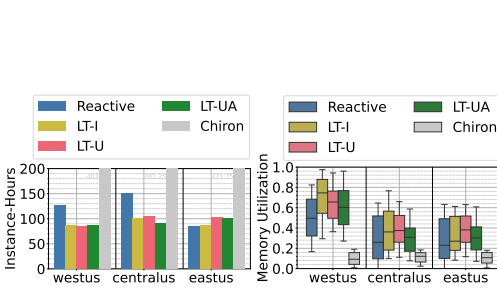 Reactive
LT-I
LT-U
LT-UA
Chiron
Instance-Hours
200
150
100
50
0
westus
centralus
eastus
Reactive
LT-I
LT-U
LT-UA
Chiron
Memory Utilization
1.0
0.8
0.6
0.4
0.2
0.0
westus
centralus
eastus